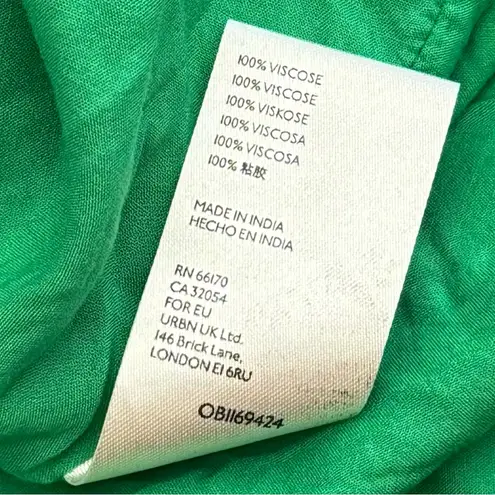 100% VISCOSE
100% VISCOSE
100% VISKOSE
100% VISCOSA
100% VISCOSA
100% 粘胶
MADE IN INDIA
HECHO EN INDIA
RN 66170
CA 32054
FOR EU
URBN UK Ltd.
146 Brick Lane,
LONDON E1 6RU
OB1169424